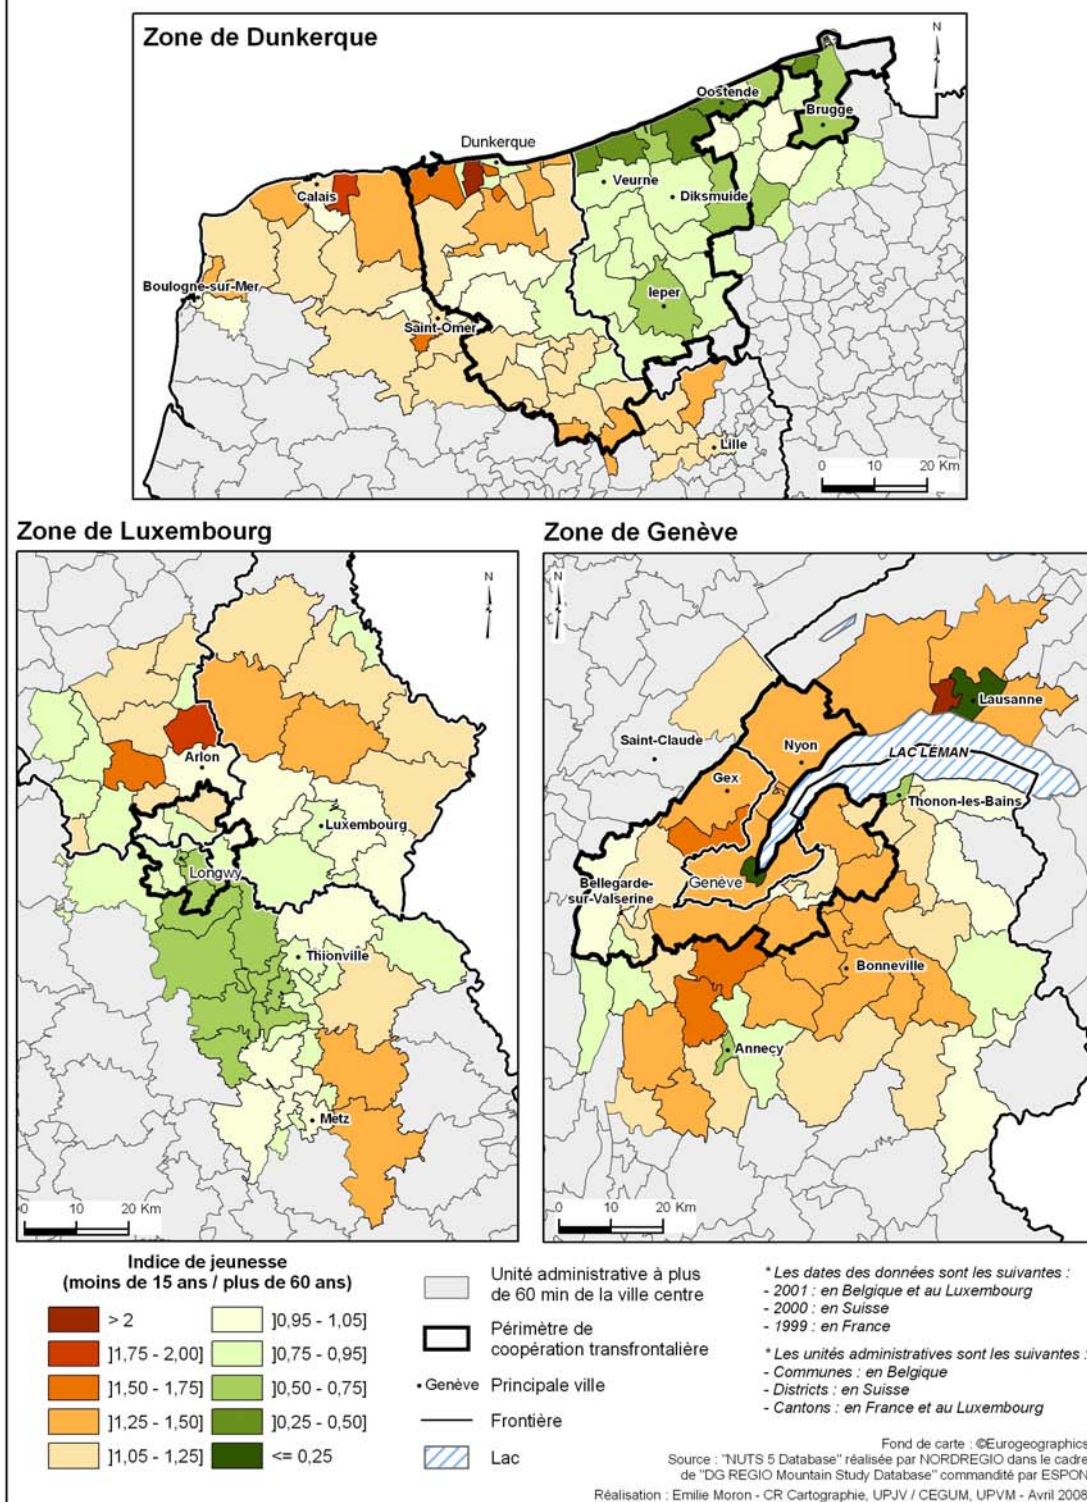 Zone de Dunkerque
N
Oostende
Brugge
Dunkerque
Veurne
Diksmuide
Calais
Boulogne-sur-Mer
Ieper
Saint-Omer
Lille
0 10 20 Km
Zone de Luxembourg
N
Arlon
Luxembourg
Longwy
Thionville
Metz
0 10 20 Km
Zone de Genève
N
Lausanne
Saint-Claude
Nyon
LAC LÉMAN
Gex
Thonon-les-Bains
Genève
Bellegarde-
sur-Valserine
Bonneville
Annecy
0 10 20 Km
Indice de jeunesse
(moins de 15 ans / plus de 60 ans)
> 2
]1,75 - 2,00]
]1,50 - 1,75]
]1,25 - 1,50]
]1,05 - 1,25]
]0,95 - 1,05]
]0,75 - 0,95]
]0,50 - 0,75]
]0,25 - 0,50]
<= 0,25
Unité administrative à plus
de 60 min de la ville centre
Périmètre de
coopération transfrontalière
Genève Principale ville
Frontière
Lac
* Les dates des données sont les suivantes :
- 2001 : en Belgique et au Luxembourg
- 2000 : en Suisse
- 1999 : en France
* Les unités administratives sont les suivantes :
- Communes : en Belgique
- Districts : en Suisse
- Cantons : en France et au Luxembourg
Fond de carte : ©Eurogeographics
Source : "NUTS 5 Database" réalisée par NORDREGIO dans le cadre
de "DG REGIO Mountain Study Database" commandité par ESPON
Réalisation : Emilie Moron - CR Cartographie, UPJV / CEGUM, UPVM - Avril 2008